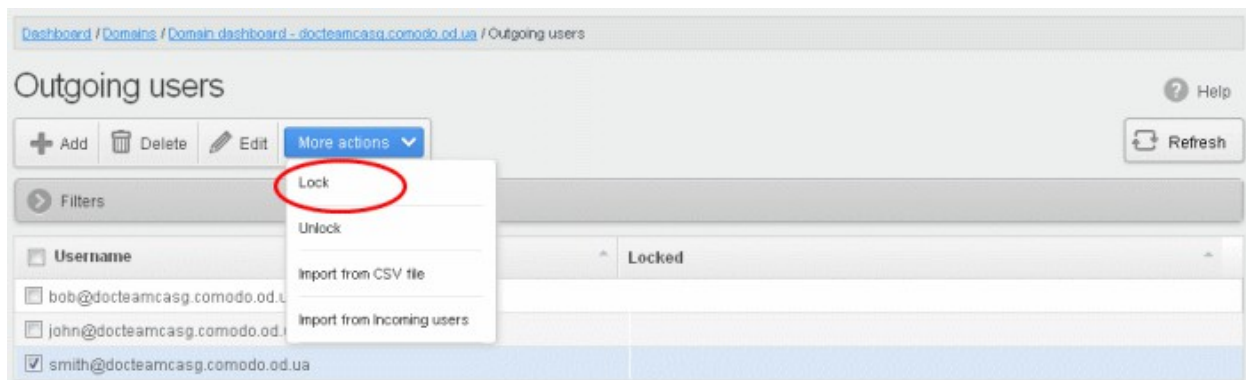 Dashboard / Domains / Domain dashboard - docteamcasg.comodo.od.ua / Outgoing users
Outgoing users
Help
Add Delete Edit More actions
Refresh
Lock
Filters
Unlock
Username Locked
Import from CSV file
bob@docteamcasg.comodo.od.u
Import from Incoming users
john@docteamcasg.comodo.od.
smith@docteamcasg.comodo.od.ua